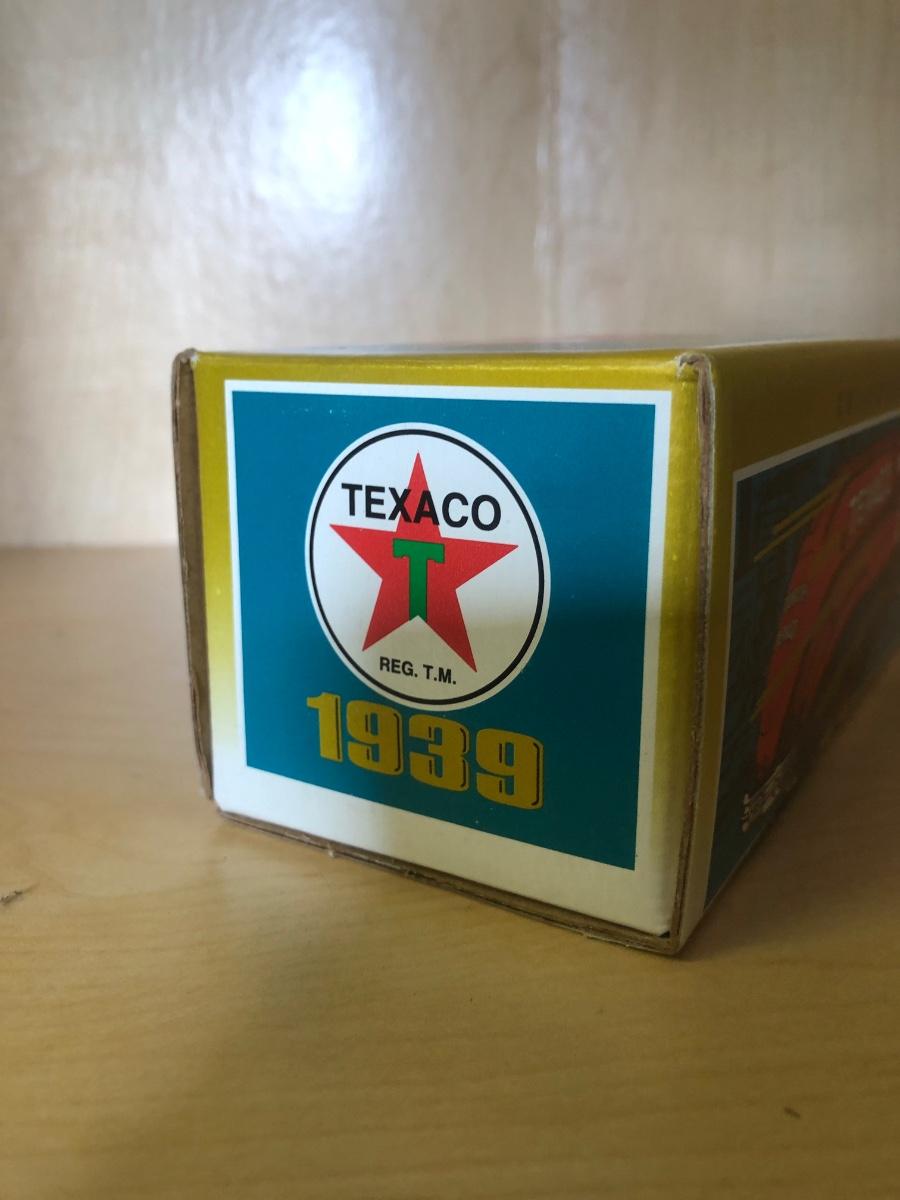 TEXACO
T
REG. T.M.
1939